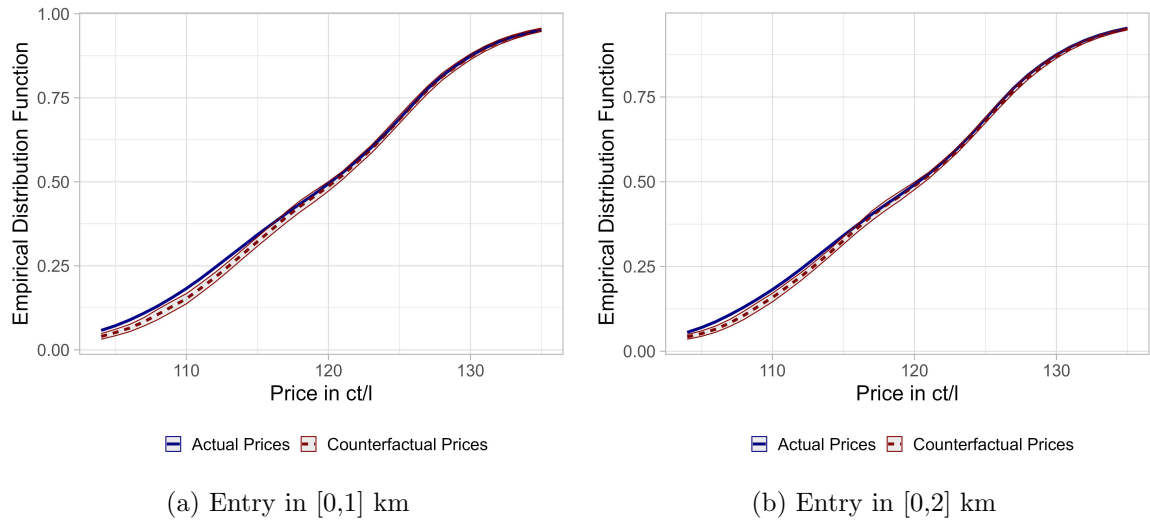 1.00
0.75
0.50
0.25
0.00
Empirical Distribution Function
110 120 130
Price in ct/l
Actual Prices Counterfactual Prices
(a) Entry in [0,1] km
0.75
0.50
0.25
0.00
Empirical Distribution Function
110 120 130
Price in ct/l
Actual Prices Counterfactual Prices
(b) Entry in [0,2] km